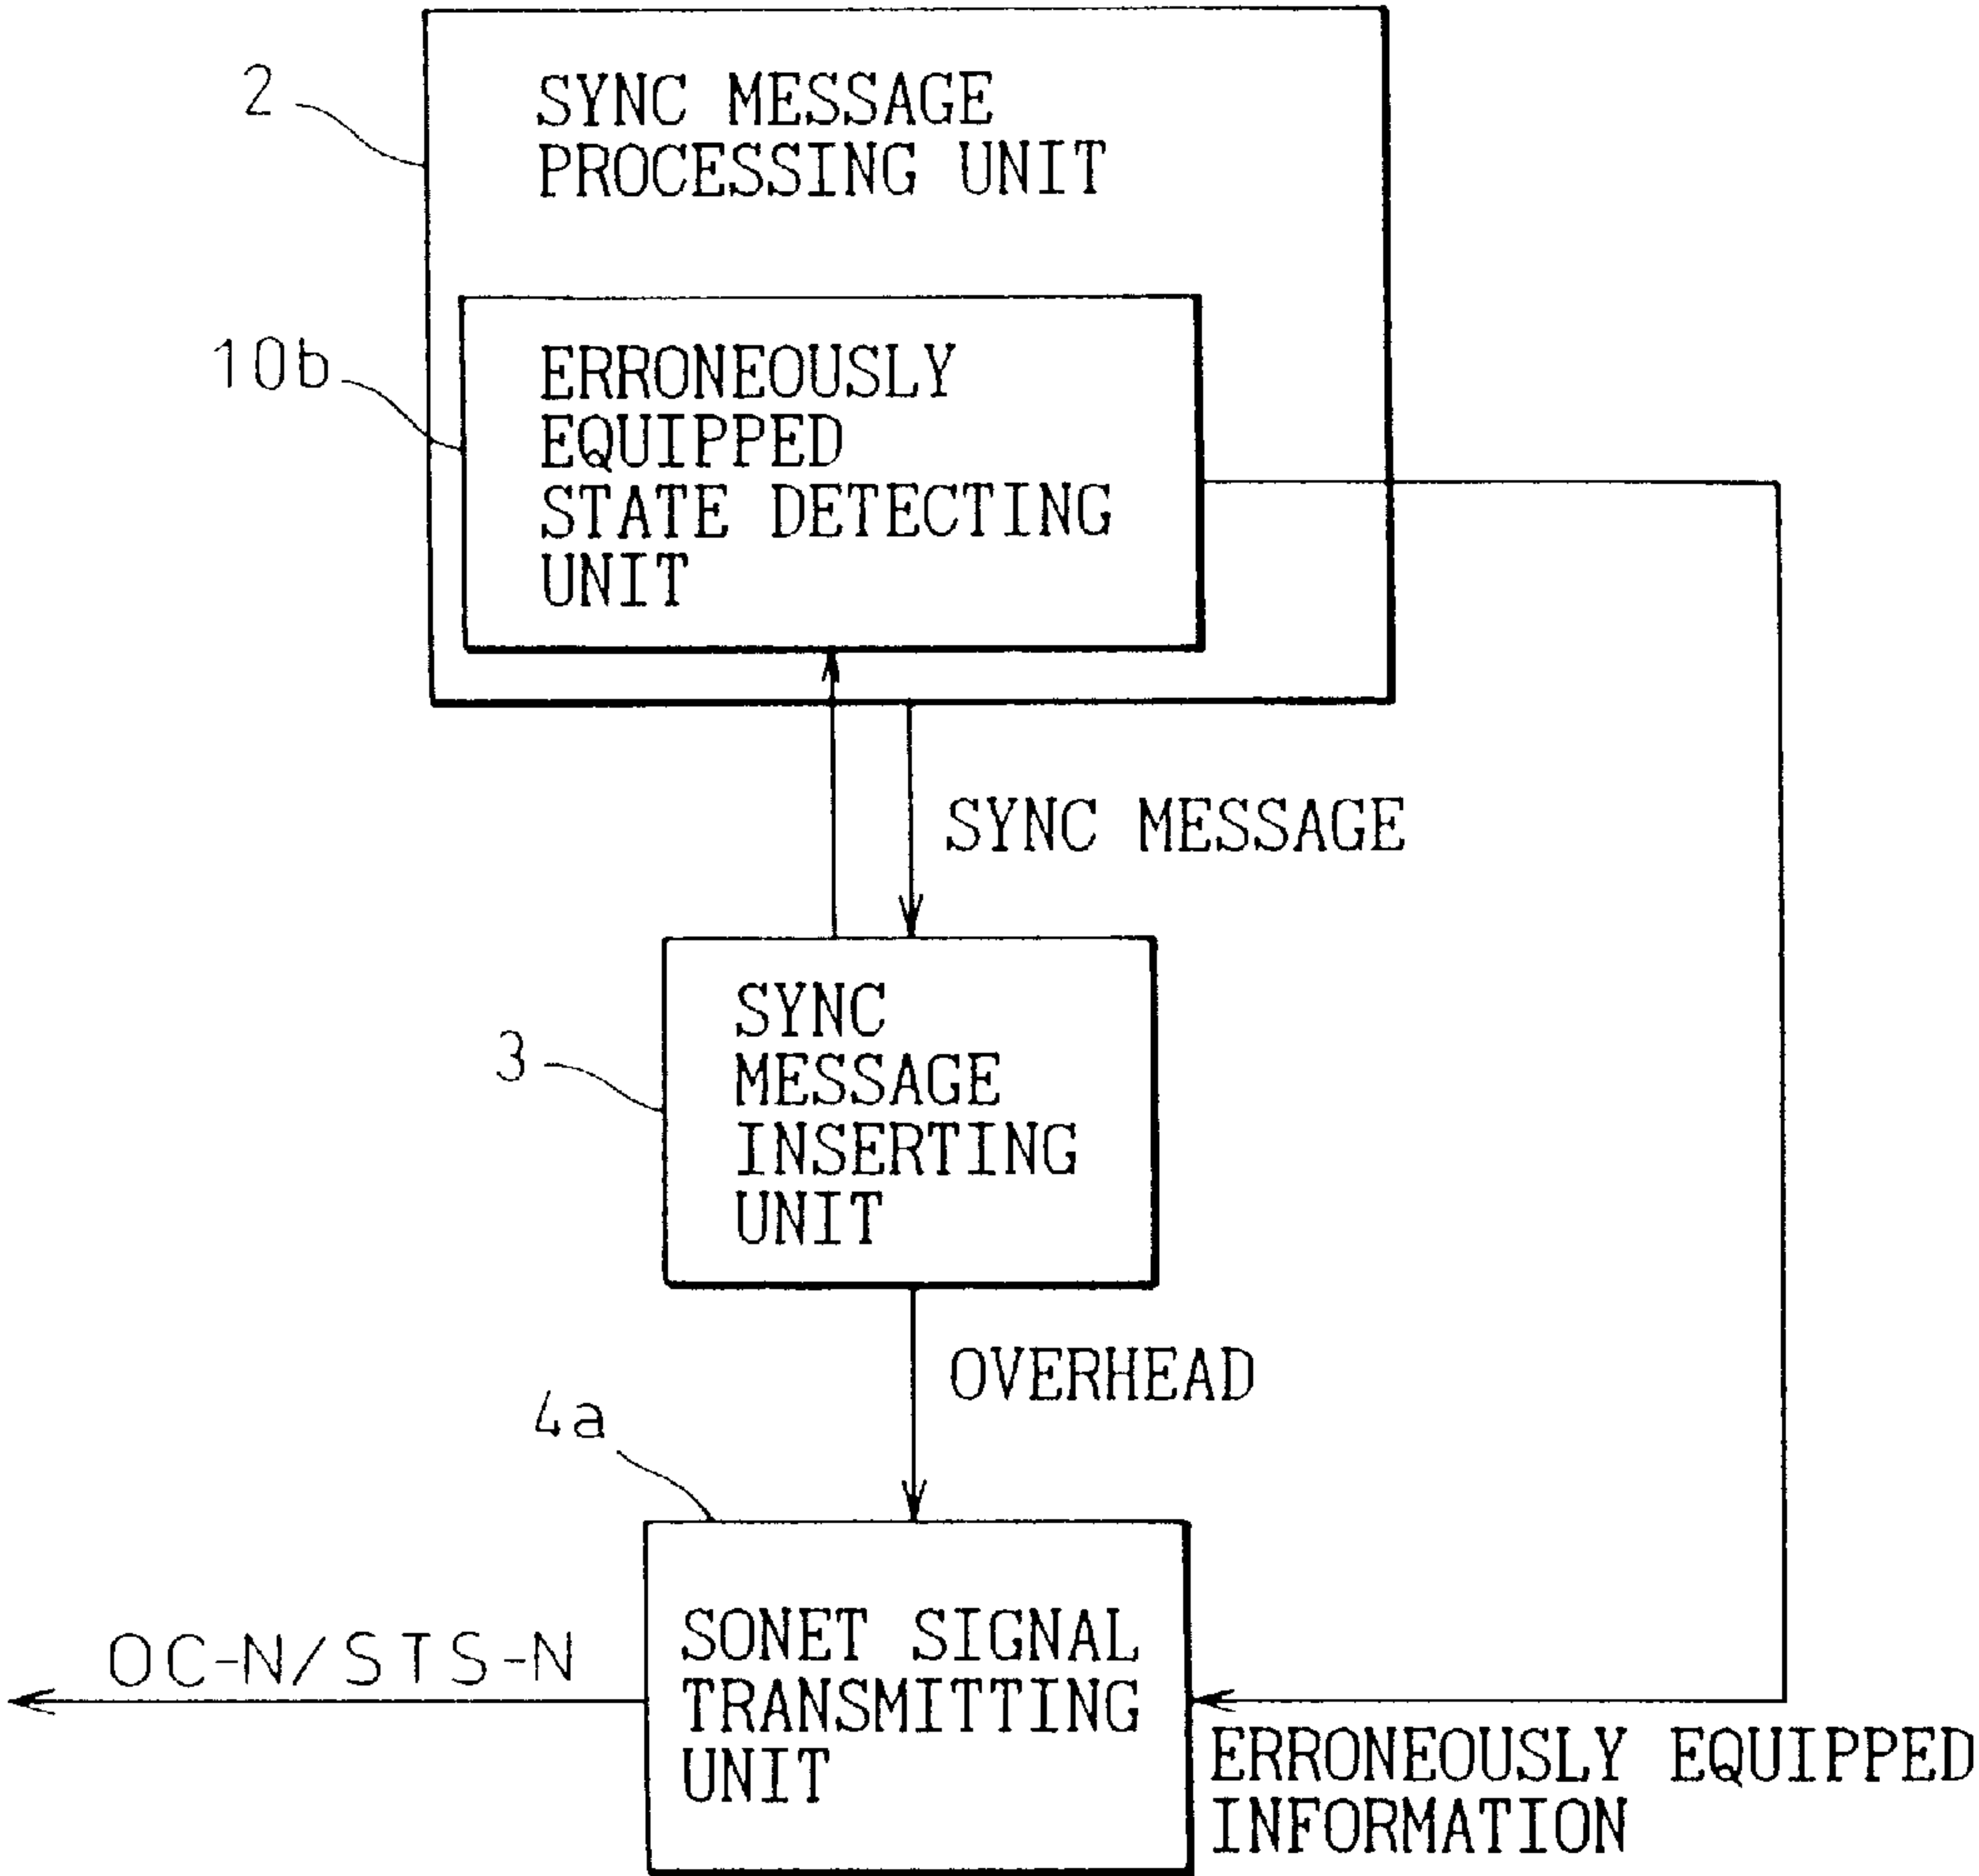 2
SYNC MESSAGE
PROCESSING UNIT
10b
ERRONEOUSLY
EQUIPPED
STATE DETECTING
UNIT
SYNC MESSAGE
3
SYNC
MESSAGE
INSERTING
UNIT
OVERHEAD
4a
OC-N/STS-N
SONET SIGNAL
TRANSMITTING
UNIT
ERRONEOUSLY EQUIPPED
INFORMATION